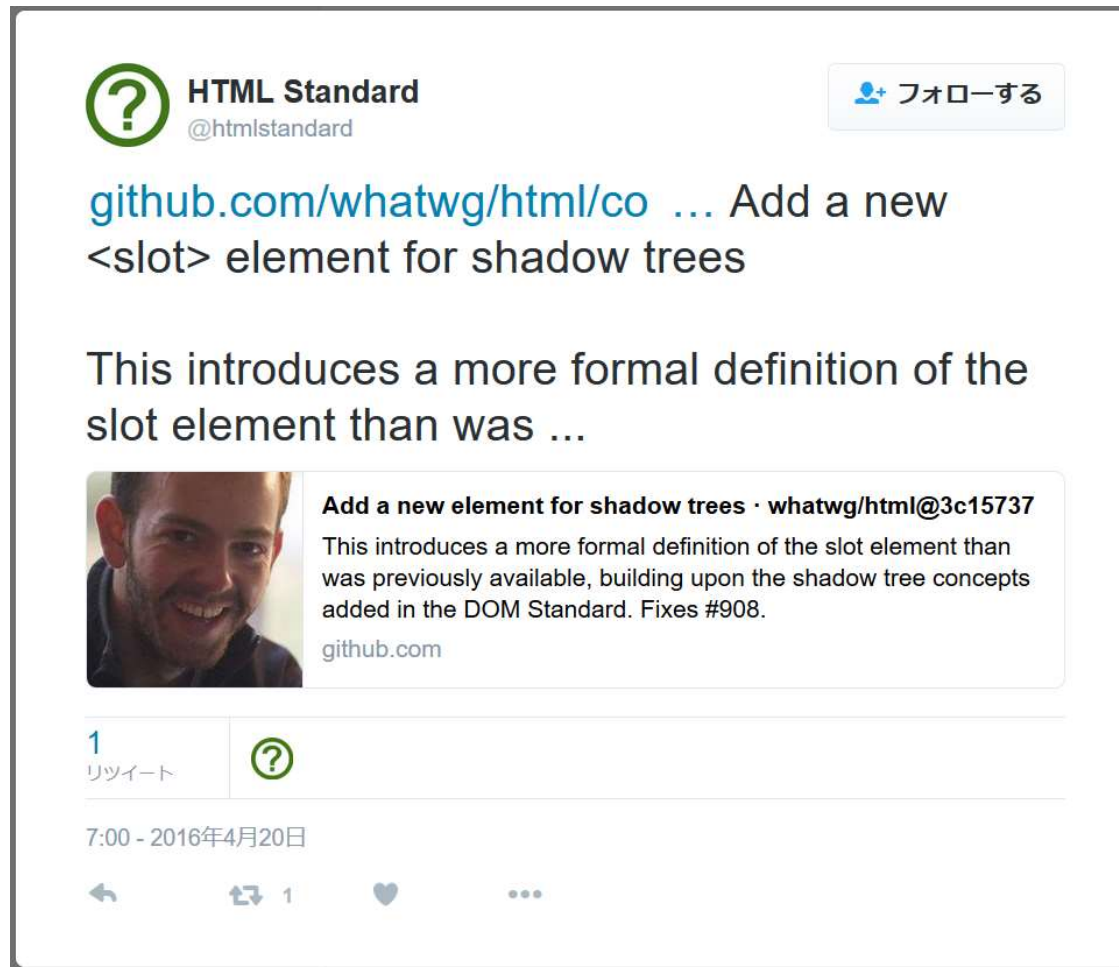 HTML Standard
@htmlstandard
フォローする
github.com/whatwg/html/co … Add a new
<slot> element for shadow trees
This introduces a more formal definition of the
slot element than was ...
Add a new element for shadow trees · whatwg/html@3c15737
This introduces a more formal definition of the slot element than
was previously available, building upon the shadow tree concepts
added in the DOM Standard. Fixes #908.
github.com
1
リツイート
7:00 - 2016年4月20日
1